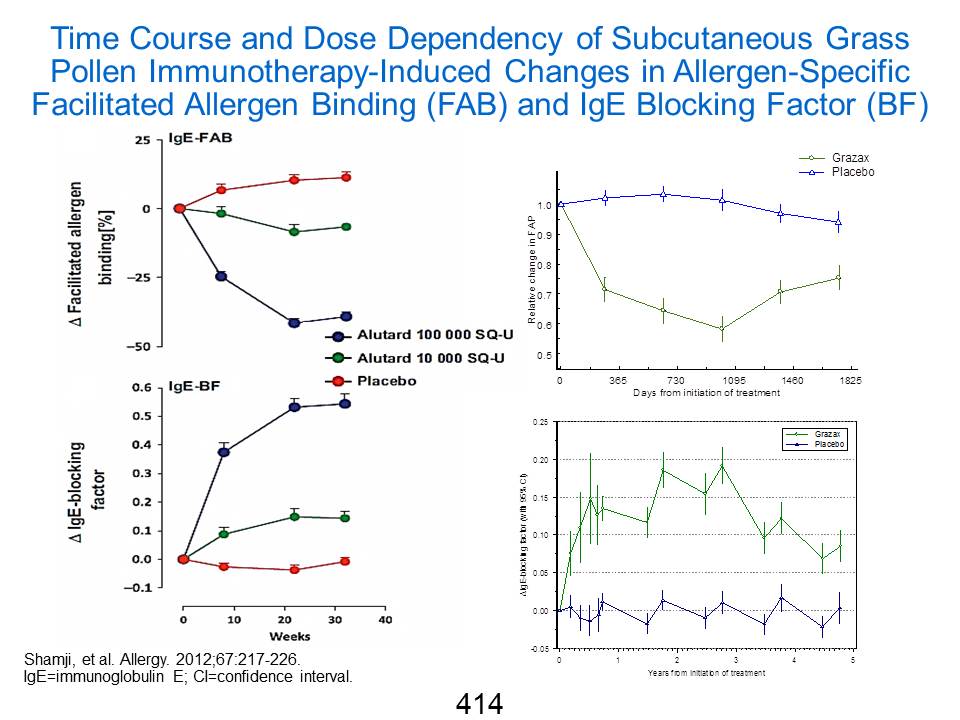 Time Course and Dose Dependency of Subcutaneous Grass
Pollen Immunotherapy-Induced Changes in Allergen-Specific
Facilitated Allergen Binding (FAB) and IgE Blocking Factor (BF)
IgE-FAB
25
0
−25
−50
Δ Facilitated allergen
binding[%]
Alutard 100 000 SQ-U
Alutard 10 000 SQ-U
Placebo
IgE-BF
0.6
0.5
0.4
0.3
0.2
0.1
0.0
−0.1
Δ IgE-blocking
factor
0 10 20 30 40
Weeks
Grazax
Placebo
1.0
0.9
0.8
0.7
0.6
0.5
Relative change in FAP
0 365 730 1095 1460 1825
Days from initiation of treatment
Grazax
Placebo
0.25
0.20
0.15
0.10
0.05
0.00
-0.05
ΔIgE-blocking factor (with 95% CI)
0 1 2 3 4 5
Years from initiation of treatment
Shamji, et al. Allergy. 2012;67:217-226.
IgE=immunoglobulin E; CI=confidence interval.
414